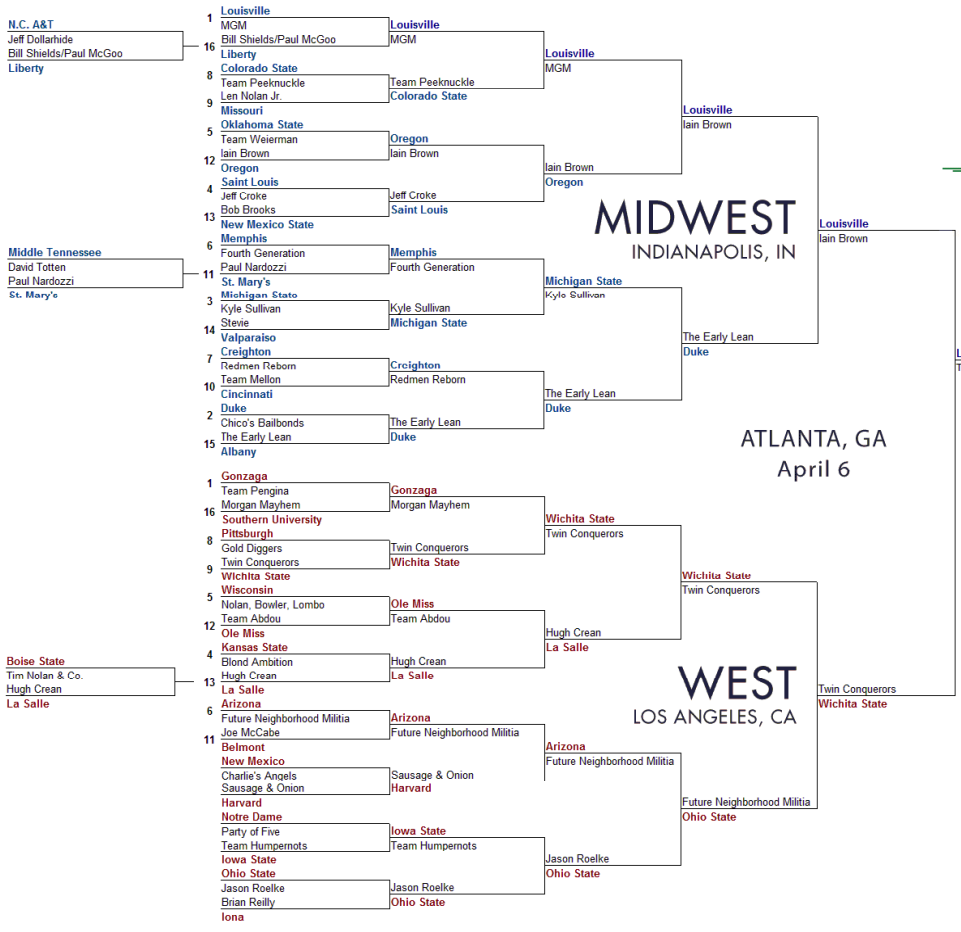 N.C. A&T
Jeff Dollarhide
Bill Shields/Paul McGoo
Liberty
Middle Tennessee
David Totten
Paul Nardozzi
St. Mary's
1 Louisville
MGM
Bill Shields/Paul McGoo
16 Liberty
8 Colorado State
Team Peeknuckle
Len Nolan Jr.
9 Missouri
5 Oklahoma State
Team Weierman
Iain Brown
12 Oregon
4 Saint Louis
Jeff Croke
Bob Brooks
13 New Mexico State
6 Memphis
Fourth Generation
Paul Nardozzi
11 St. Mary's
3 Michigan State
Kyle Sullivan
Stevie
14 Valparaiso
7 Creighton
Redmen Reborn
Team Mellon
10 Cincinnati
2 Duke
Chico's Bailbonds
The Early Lean
15 Albany
Louisville
MGM
Team Peeknuckle
Colorado State
Oregon
Iain Brown
Jeff Croke
Saint Louis
Memphis
Fourth Generation
Kyle Sullivan
Michigan State
Creighton
Redmen Reborn
The Early Lean
Duke
Louisville
MGM
Iain Brown
Oregon
Michigan State
Kyle Sullivan
The Early Lean
Duke
Louisville
Iain Brown
The Early Lean
Duke
MIDWEST
INDIANAPOLIS, IN
Louisville
Iain Brown
ATLANTA, GA
April 6
Boise State
Tim Nolan & Co.
Hugh Crean
La Salle
1 Gonzaga
Team Pengina
Morgan Mayhem
16 Southern University
8 Pittsburgh
Gold Diggers
Twin Conquerors
9 Wichita State
5 Wisconsin
Nolan, Bowler, Lombo
Team Abdou
12 Ole Miss
4 Kansas State
Blond Ambition
Hugh Crean
13 La Salle
6 Arizona
Future Neighborhood Militia
Joe McCabe
11 Belmont
New Mexico
Charlie's Angels
Sausage & Onion
Harvard
Notre Dame
Party of Five
Team Humpernots
Iowa State
Ohio State
Jason Roelke
Brian Reilly
Iona
Gonzaga
Morgan Mayhem
Twin Conquerors
Wichita State
Ole Miss
Team Abdou
Hugh Crean
La Salle
Arizona
Future Neighborhood Militia
Sausage & Onion
Harvard
Iowa State
Team Humpernots
Jason Roelke
Ohio State
Wichita State
Twin Conquerors
Hugh Crean
La Salle
Arizona
Future Neighborhood Militia
Jason Roelke
Ohio State
Wichita State
Twin Conquerors
Future Neighborhood Militia
Ohio State
WEST
LOS ANGELES, CA
Twin Conquerors
Wichita State